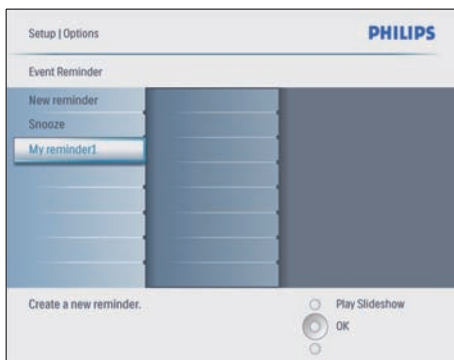 Setup | Options
PHILIPS
Event Reminder
New reminder
Snooze
My reminder1
Create a new reminder.
Play Slideshow
OK